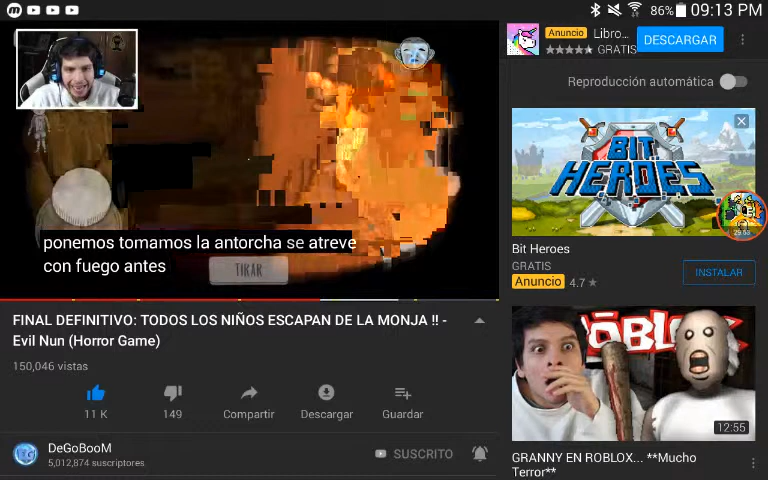 86% 09:13 PM
Anuncio Libro...
GRATIS
DESCARGAR
Reproducción automática
ponemos tomamos la antorcha se atreve
con fuego antes
TIRAR
BIT
HEROES
29:53
Bit Heroes
GRATIS
Anuncio 4.7
INSTALAR
FINAL DEFINITIVO: TODOS LOS NIÑOS ESCAPAN DE LA MONJA !! -
Evil Nun (Horror Game)
150,046 vistas
11 K 149 Compartir Descargar Guardar
DeGoBooM
5,012,874 suscriptores
SUSCRITO
ROBLOX
12:55
GRANNY EN ROBLOX... **Mucho
Terror**